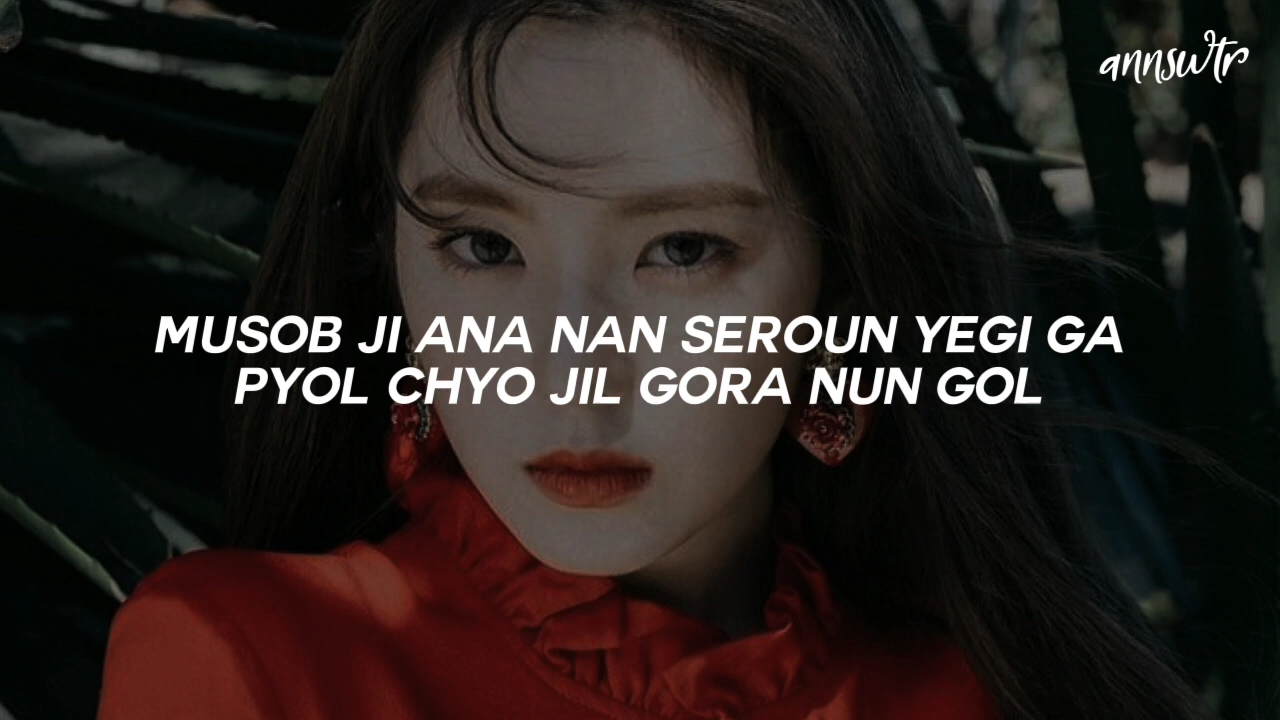 annswtr
MUSOB JI ANA NAN SEROUN YEGI GA
PYOL CHYO JIL GORA NUN GOL